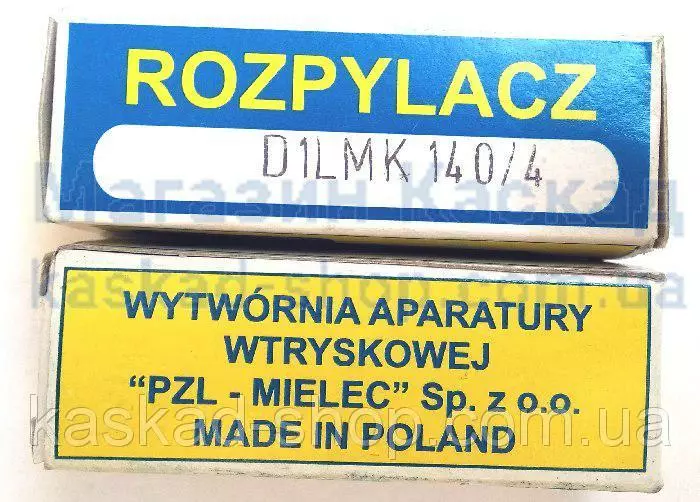 ROZPYLACZ
D1LMK 140/4
Магазин Каскад
kaskad-shop.com.ua
WYTWÓRNIA APARATURY
WTRYSKOWEJ
"PZL - MIELEC" Sp. z o.o.
kaskad-shop.com.ua
MADE IN POLAND